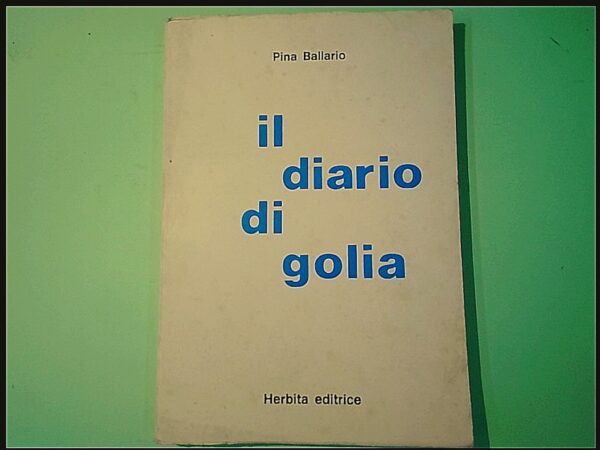 Pina Ballario
il
diario
di
golia
Herbita editrice